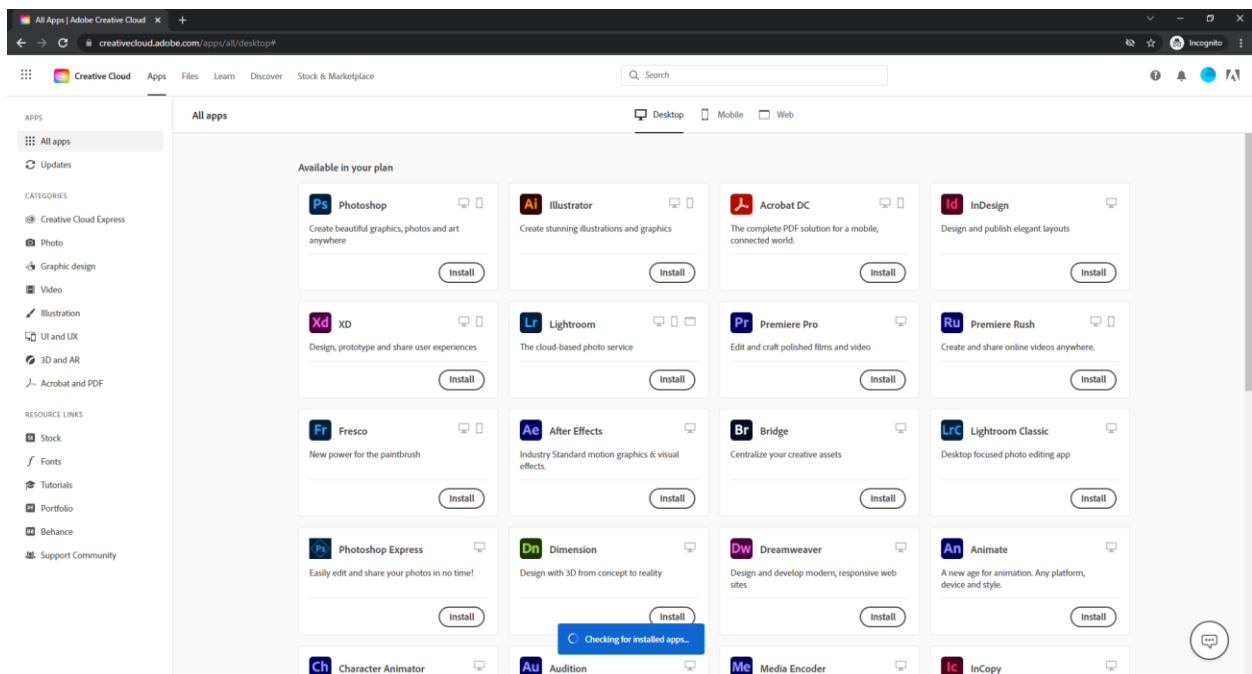 All Apps | Adobe Creative Cloud
creativecloud.adobe.com/apps/all/desktop#
Incognito
Creative Cloud
Apps
Files
Learn
Discover
Stock & Marketplace
Search
APPS
All apps
Updates
CATEGORIES
Creative Cloud Express
Photo
Graphic design
Video
Illustration
UI and UX
3D and AR
Acrobat and PDF
RESOURCE LINKS
St
Stock
Fonts
Tutorials
Pf
Portfolio
Bē
Behance
Support Community
All apps
Desktop
Mobile
Web
Available in your plan
Ps
Photoshop
Create beautiful graphics, photos and art
anywhere
Install
Ai
Illustrator
Create stunning illustrations and graphics
Install
Acrobat DC
The complete PDF solution for a mobile,
connected world.
Install
Id
InDesign
Design and publish elegant layouts
Install
Xd
XD
Design, prototype and share user experiences
Install
Lr
Lightroom
The cloud-based photo service
Install
Pr
Premiere Pro
Edit and craft polished films and video
Install
Ru
Premiere Rush
Create and share online videos anywhere.
Install
Fr
Fresco
New power for the paintbrush
Install
Ae
After Effects
Industry Standard motion graphics & visual
effects.
Install
Br
Bridge
Centralize your creative assets
Install
LrC
Lightroom Classic
Desktop focused photo editing app
Install
Ps
Photoshop Express
Easily edit and share your photos in no time!
Install
Dn
Dimension
Design with 3D from concept to reality
Install
Dw
Dreamweaver
Design and develop modern, responsive web
sites
Install
An
Animate
A new age for animation. Any platform,
device and style.
Install
Checking for installed apps...
Ch
Character Animator
Au
Audition
Me
Media Encoder
Ic
InCopy